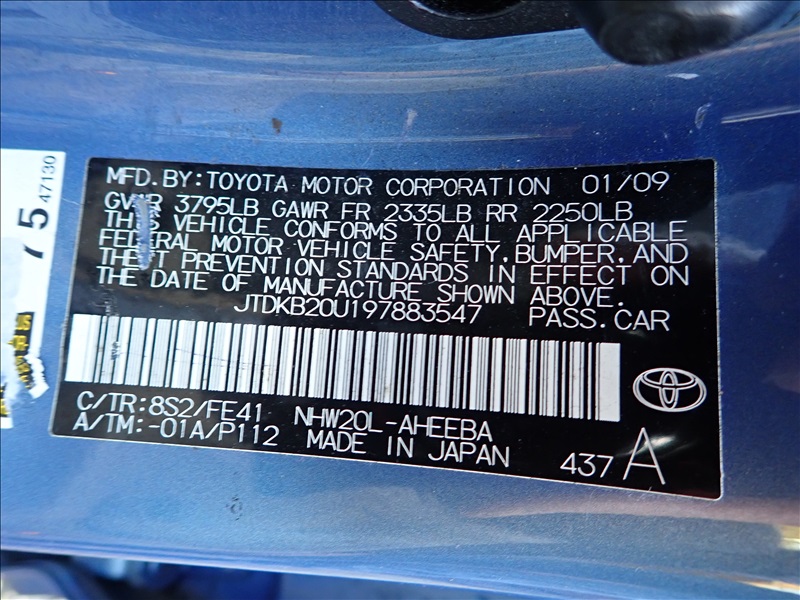 MFD.BY:TOYOTA MOTOR CORPORATION 01/09
GVWR 3795LB GAWR FR 2335LB RR 2250LB
THIS VEHICLE CONFORMS TO ALL APPLICABLE
FEDERAL MOTOR VEHICLE SAFETY,BUMPER,AND
THEFT PREVENTION STANDARDS IN EFFECT ON
THE DATE OF MANUFACTURE SHOWN ABOVE.
JTDKB20U197883547 PASS.CAR
C/TR:8S2/FE41 NHW20L-AHEEBA
A/TM:-01A/P112 MADE IN JAPAN
437 A
75
47130